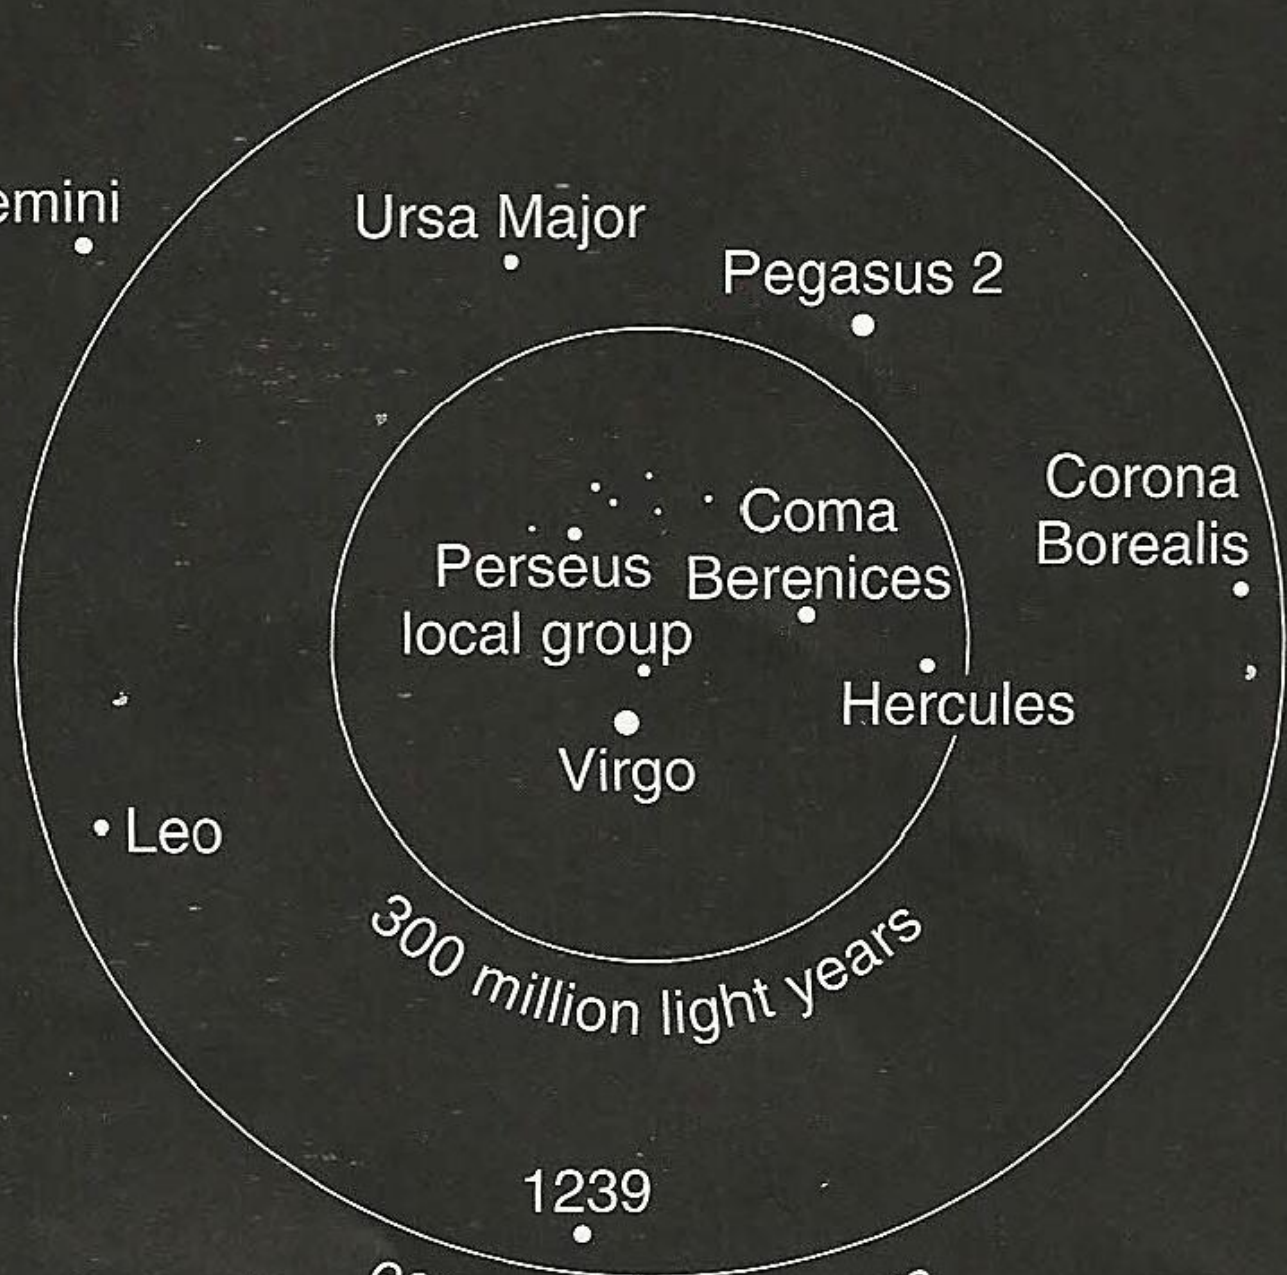 emini
Ursa Major
Pegasus 2
Corona
Borealis
Coma
Berenices
Perseus
local group
Hercules
Virgo
Leo
300 million light years
1239